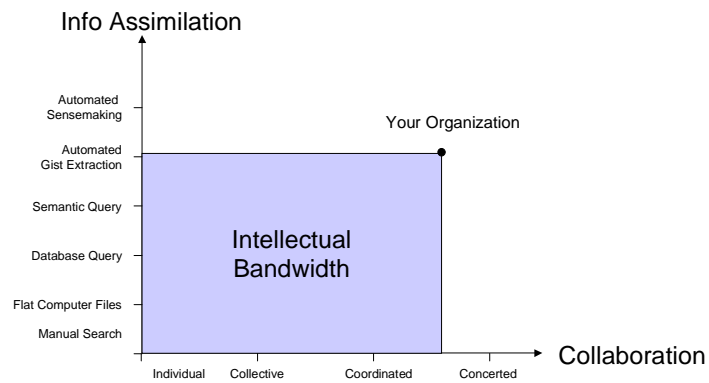 Info Assimilation
Automated
Sensemaking
Your Organization
Automated
Gist Extraction
Semantic Query
Intellectual
Bandwidth
Database Query
Flat Computer Files
Manual Search
Collaboration
Individual
Collective
Coordinated
Concerted